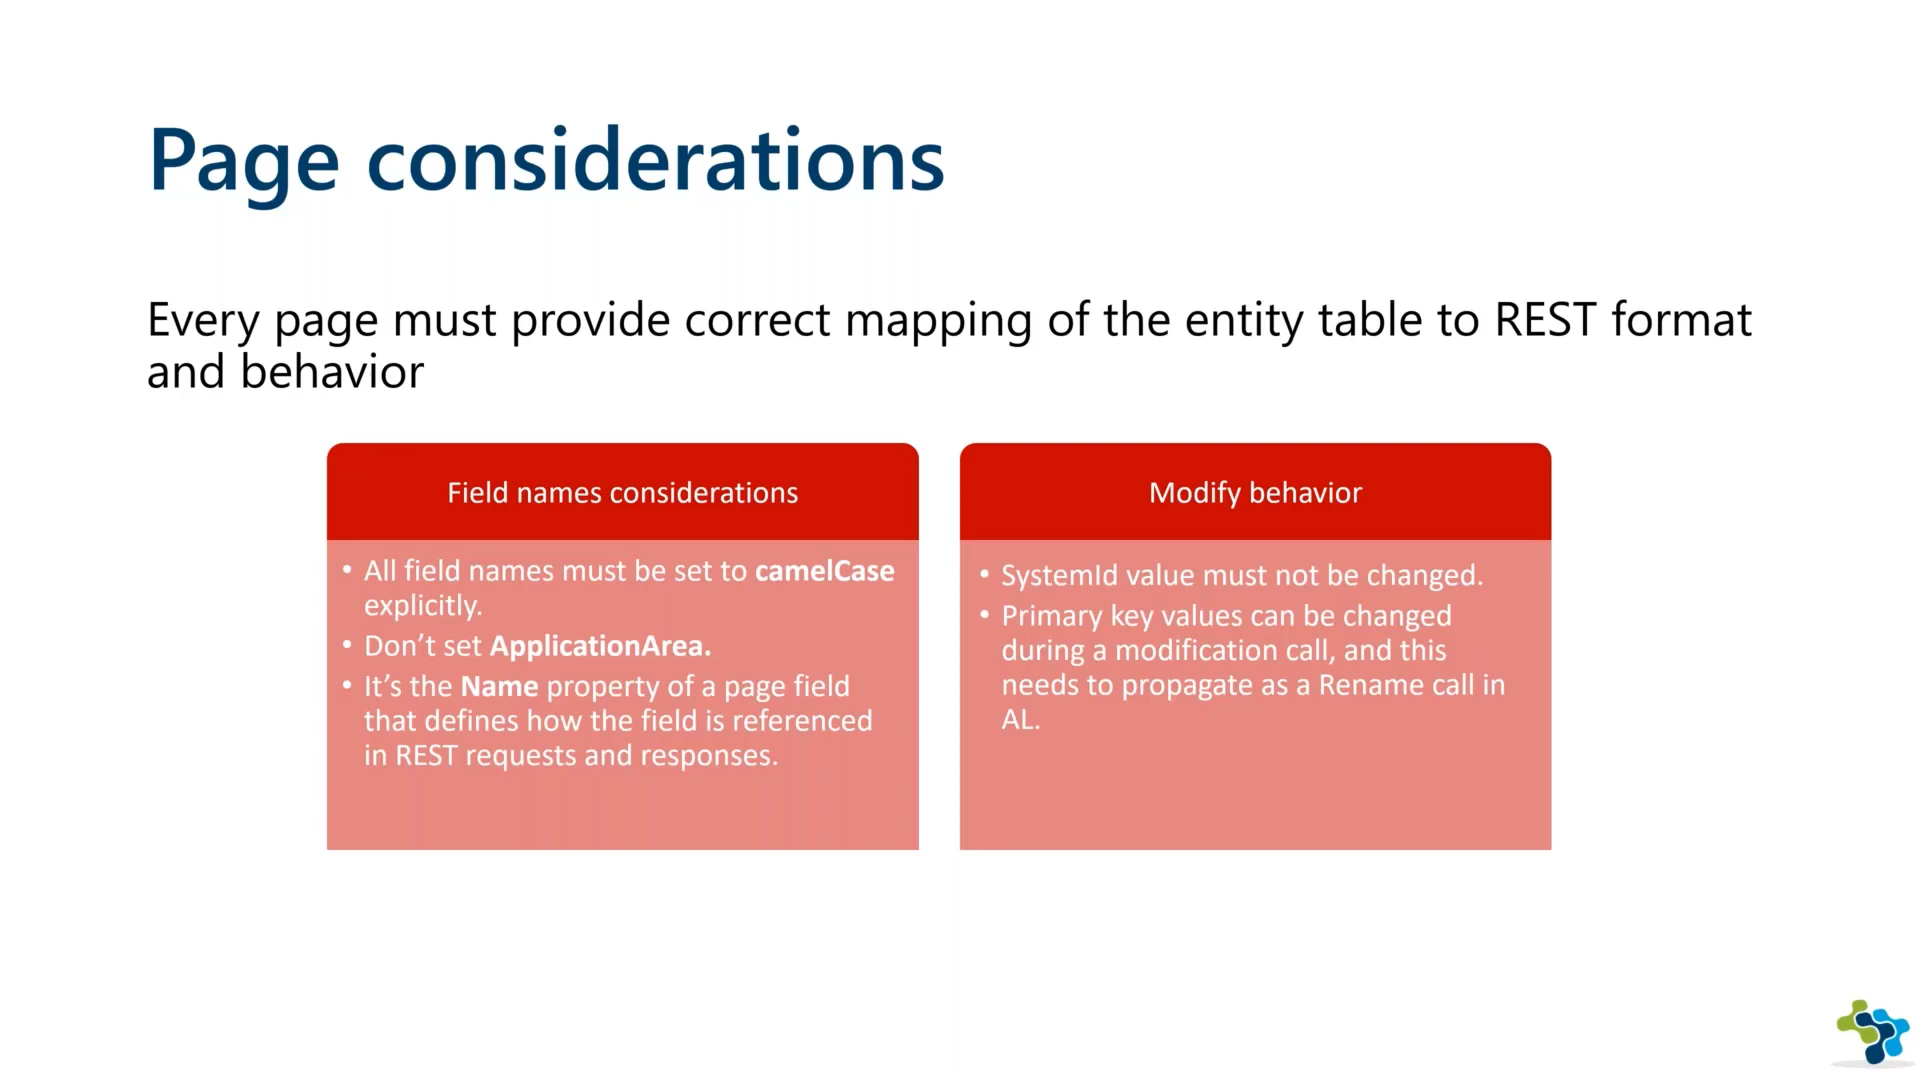 Page considerations
Every page must provide correct mapping of the entity table to REST format
and behavior
Field names considerations
• All field names must be set to camelCase
explicitly.
• Don’t set ApplicationArea.
• It’s the Name property of a page field
that defines how the field is referenced
in REST requests and responses.
Modify behavior
• SystemId value must not be changed.
• Primary key values can be changed
during a modification call, and this
needs to propagate as a Rename call in
AL.